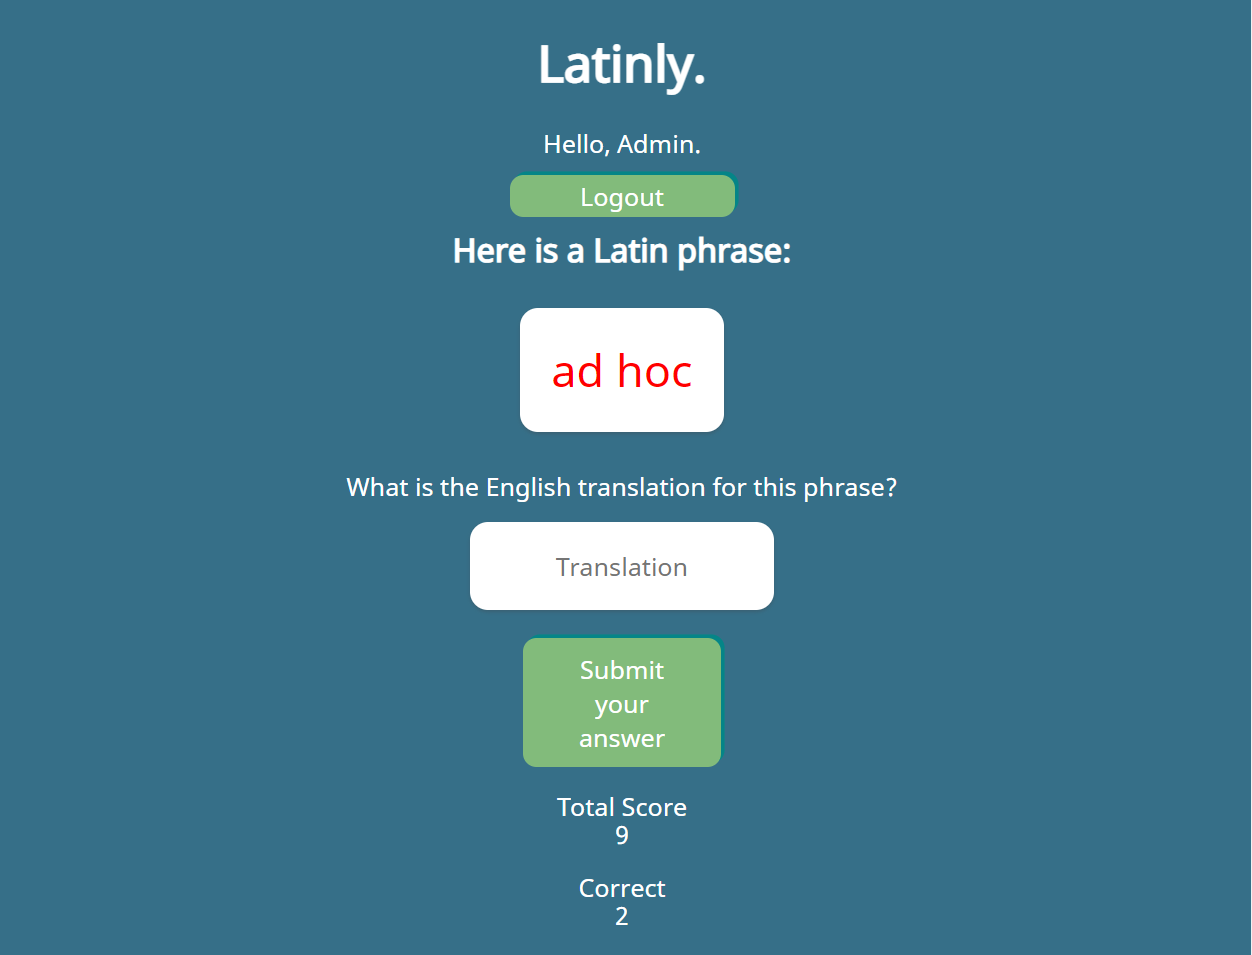 Latinly.
Hello, Admin.
Logout
Here is a Latin phrase:
ad hoc
What is the English translation for this phrase?
Translation
Submit
your
answer
Total Score
9
Correct
2